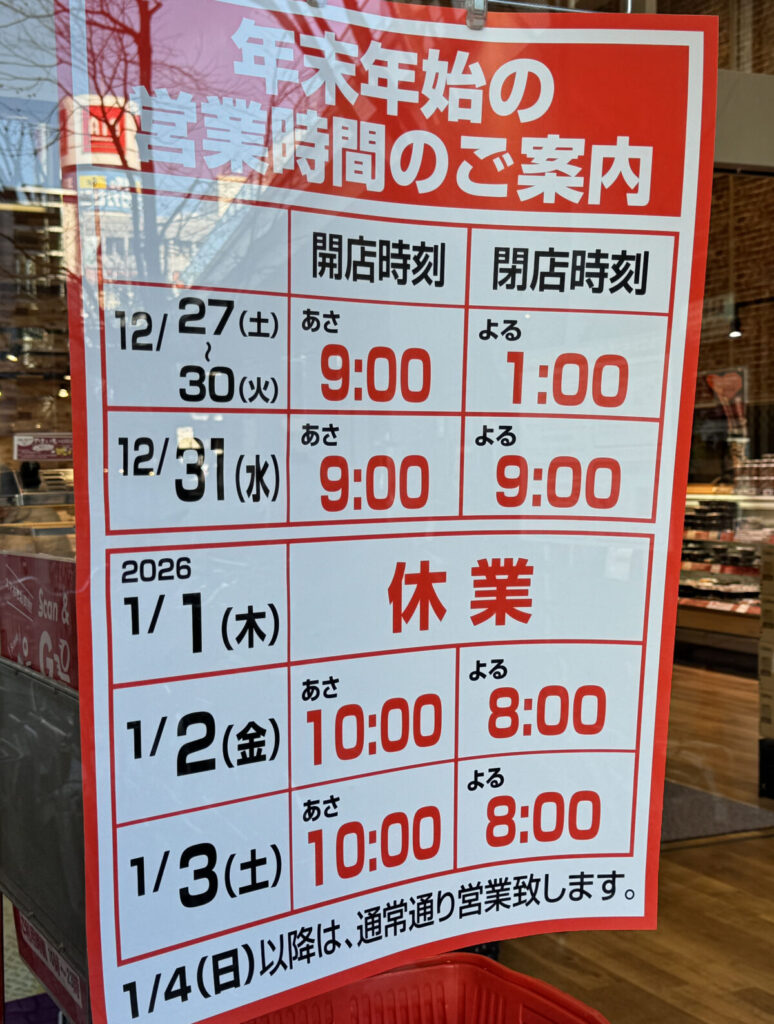 年末年始の
営業時間のご案内
開店時刻 閉店時刻
12/27(土)～30(火) あさ 9:00 よる 1:00
12/31(水) あさ 9:00 よる 9:00
2026
1/1(木) 休業
1/2(金) あさ 10:00 よる 8:00
1/3(土) あさ 10:00 よる 8:00
1/4(日)以降は、通常通り営業致します。
Scan &
Go